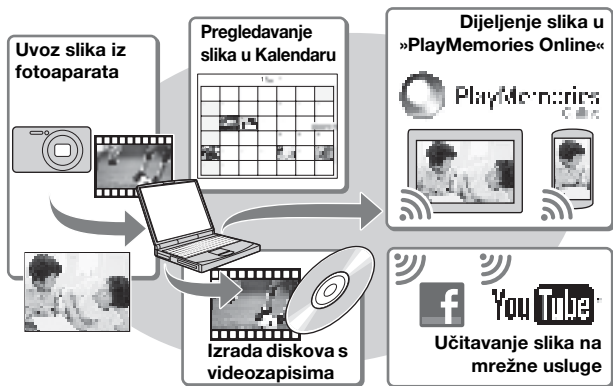 Uvoz slika iz
fotoaparata
Pregledavanje
slika u Kalendaru
Dijeljenje slika u
»PlayMemories Online«
PlayMemories
Online
Izrada diskova s
videozapisima
f
You Tube
Učitavanje slika na
mrežne usluge